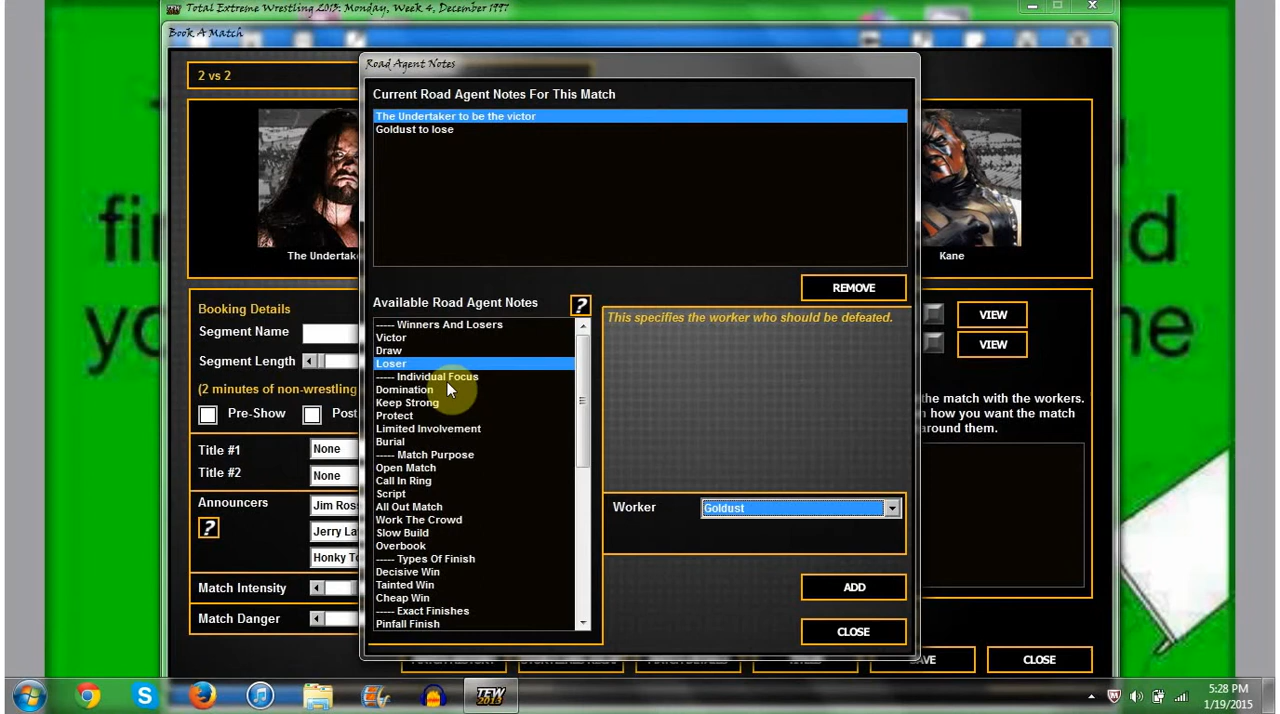 Total Extreme Wrestling 2013: Monday, Week 4, December 1997
Book A Match
2 vs 2
Road Agent Notes
Current Road Agent Notes For This Match
The Undertaker to be the victor
Goldust to lose
The Undertake
Kane
REMOVE
Available Road Agent Notes
?
----- Winners And Losers
Victor
Draw
Loser
----- Individual Focus
Domination
Keep Strong
Protect
Limited Involvement
Burial
----- Match Purpose
Open Match
Call In Ring
Script
All Out Match
Work The Crowd
Slow Build
Overbook
----- Types Of Finish
Decisive Win
Tainted Win
Cheap Win
----- Exact Finishes
Pinfall Finish
This specifies the worker who should be defeated.
Worker
Goldust
ADD
CLOSE
Booking Details
Segment Name
Segment Length
(2 minutes of non-wrestling
Pre-Show
Post
Title #1
None
Title #2
None
Announcers
?
Jim Ros
Jerry La
Honky T
Match Intensity
Match Danger
VIEW
VIEW
the match with the workers.
how you want the match
around them.
CLOSE
TEW
2013
5:28 PM
1/19/2015